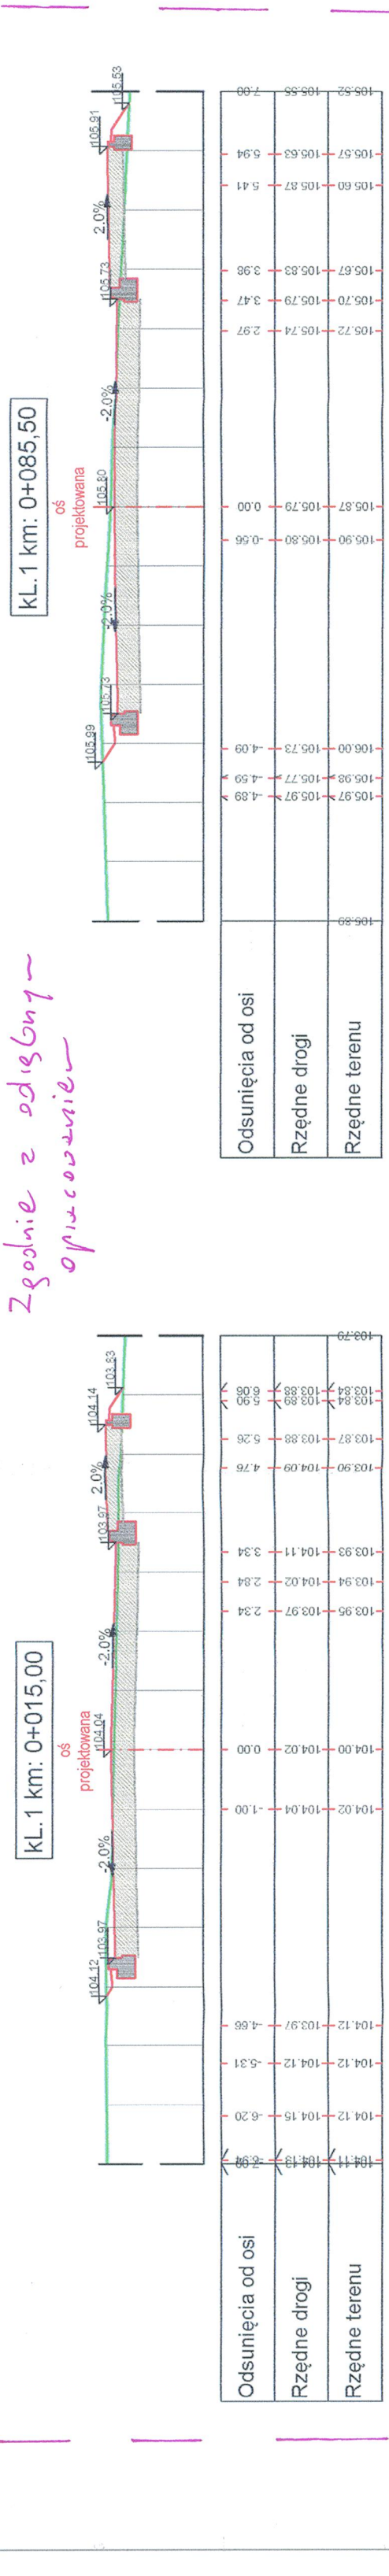 kL.1 km: 0+015,00
oś
projektowana
104.12 103.97 -2.0% 104.04 -2.0% 103.97 2.0% 104.14 103.83
Odsunięcia od osi -6.20 -5.31 -4.66 -1.00 0.00 2.34 2.84 3.34 4.76 5.26 5.90 6.06
Rzędne drogi 104.15 104.12 103.97 104.04 104.02 103.97 104.02 104.11 104.09 103.88 103.89 103.88
Rzędne terenu 104.12 104.12 104.12 104.02 104.00 103.95 103.94 103.93 103.90 103.87 103.84 103.84 103.79
Zgodnie z odrębnym
opracowaniem
kL.1 km: 0+085,50
oś
projektowana
105.99 105.73 -2.0% 105.80 -2.0% 105.73 2.0% 105.91 105.63
Odsunięcia od osi -4.89 -4.59 -4.09 -0.56 0.00 2.97 3.47 3.98 5.41 5.94 7.00
Rzędne drogi 105.97 105.77 105.73 105.80 105.79 105.74 105.79 105.83 105.87 105.63 105.55
Rzędne terenu 105.89 105.97 105.98 106.00 105.90 105.87 105.72 105.70 105.67 105.60 105.57 105.52